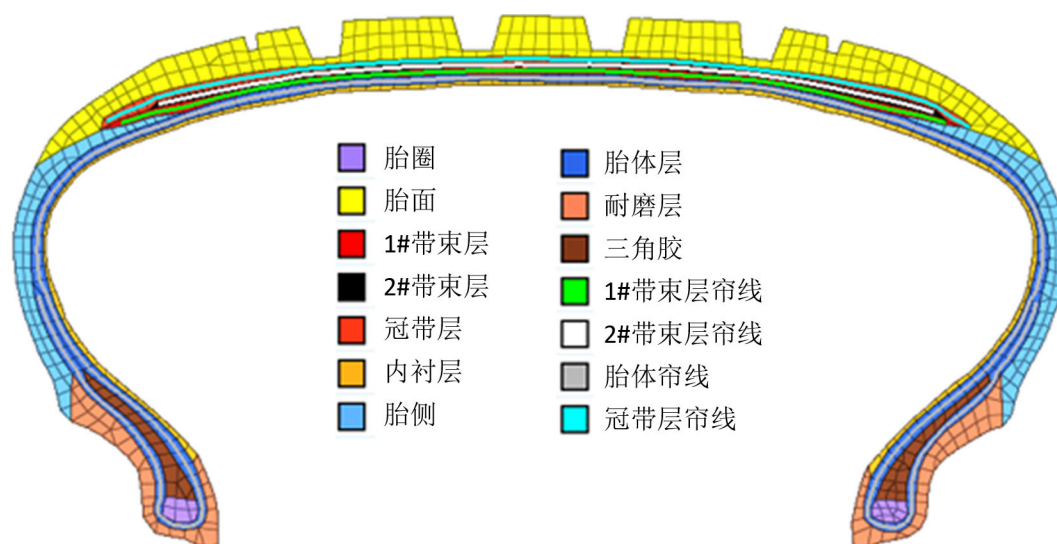 胎圈
胎面
1#带束层
2#带束层
冠带层
内衬层
胎侧
胎体层
耐磨层
三角胶
1#带束层帘线
2#带束层帘线
胎体帘线
冠带层帘线